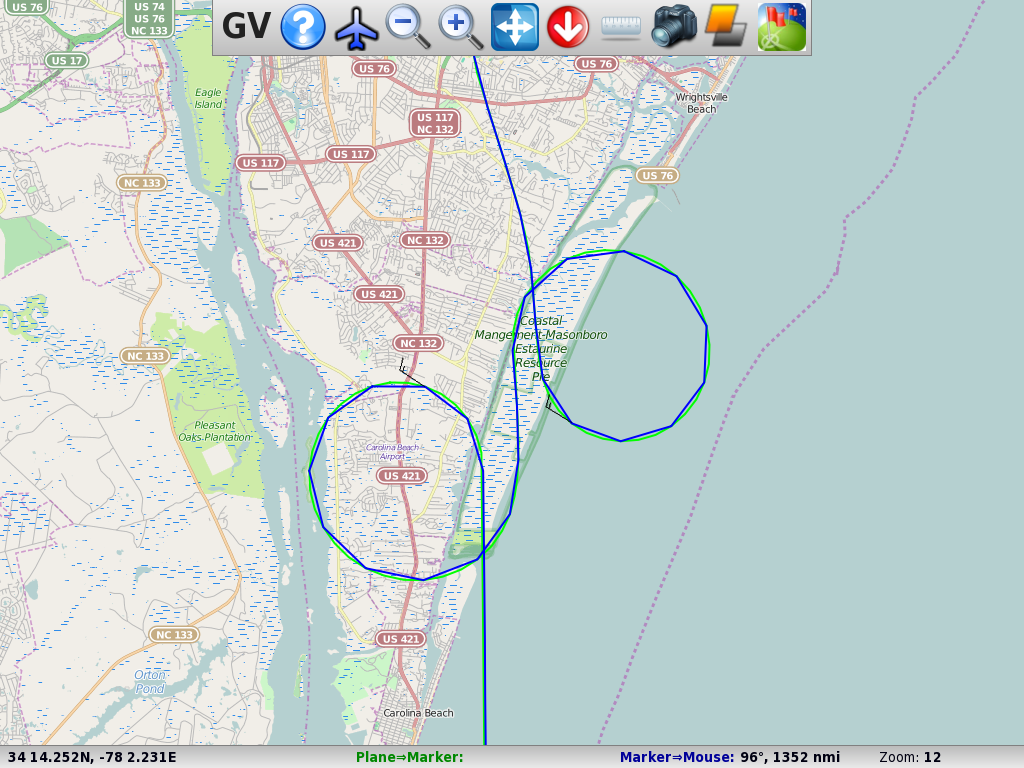 US 76
US 74
US 76
NC 133
GV
US 17
US 76
US 76
Eagle
Island
Wrightsville
Beach
US 117
NC 132
US 117
US 117
NC 133
US 76
US 421
NC 132
US 421
Coastal
Mangement-Masonboro
Estaurine
Resource
Pre
NC 132
NC 133
Pleasant
Oaks Plantation
Carolina Beach
Airport
US 421
NC 133
US 421
Orton
Pond
Carolina Beach
34 14.252N, -78 2.231E
Plane⇒Marker:
Marker⇒Mouse: 96°, 1352 nmi
Zoom: 12